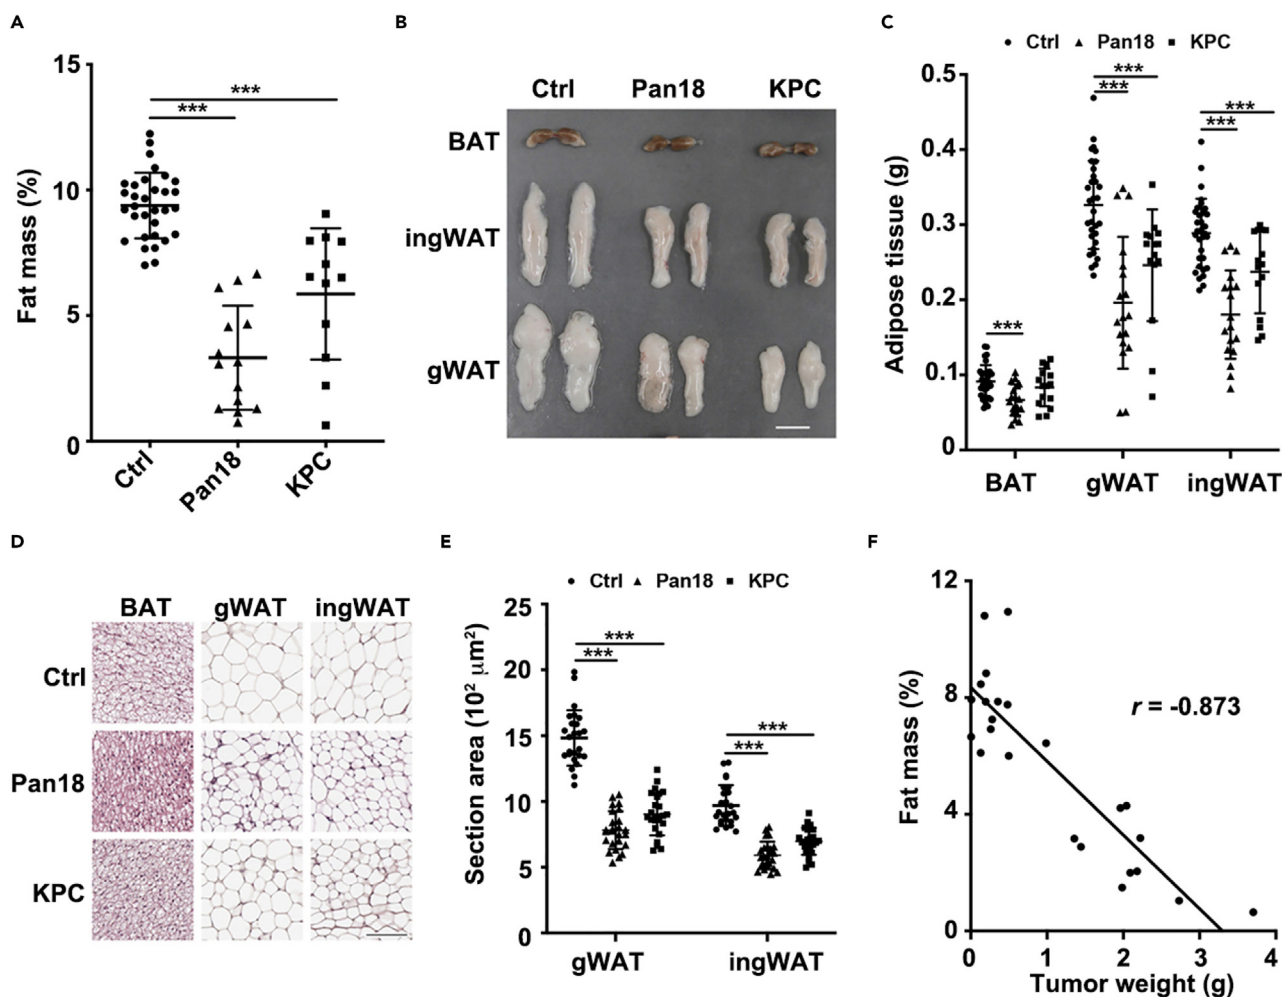 A
Fat mass (%)
15
10
5
0
***
***
Ctrl
Pan18
KPC
B
Ctrl Pan18 KPC
BAT
ingWAT
gWAT
C
Ctrl Pan18 KPC
Adipose tissue (g)
0.5
0.4
0.3
0.2
0.1
0
***
***
***
***
***
BAT gWAT ingWAT
D
BAT gWAT ingWAT
Ctrl
Pan18
KPC
E
Ctrl Pan18 KPC
Section area (10² μm²)
25
20
15
10
5
0
***
***
***
***
gWAT ingWAT
F
Fat mass (%)
12
8
4
0
r = -0.873
0 1 2 3 4
Tumor weight (g)